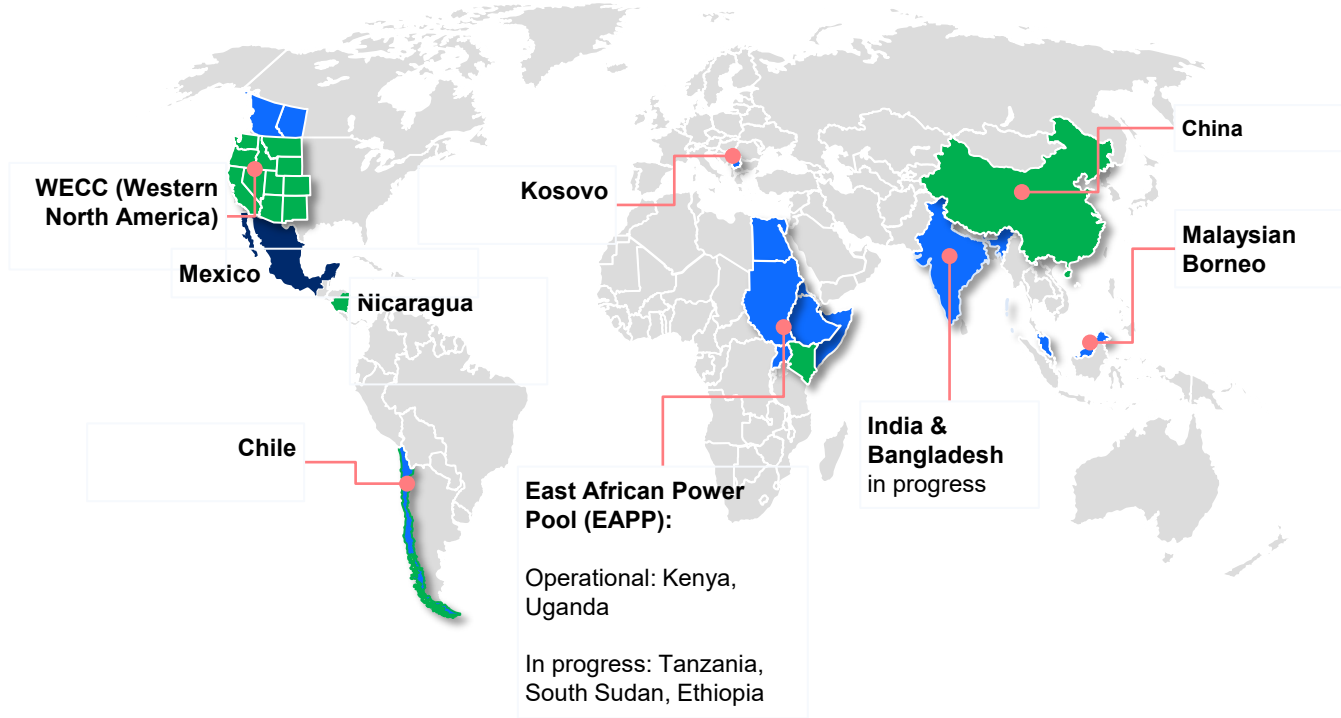 WECC (Western
North America)
Mexico
Nicaragua
Chile
Kosovo
East African Power
Pool (EAPP):
Operational: Kenya,
Uganda
In progress: Tanzania,
South Sudan, Ethiopia
India &
Bangladesh
in progress
China
Malaysian
Borneo